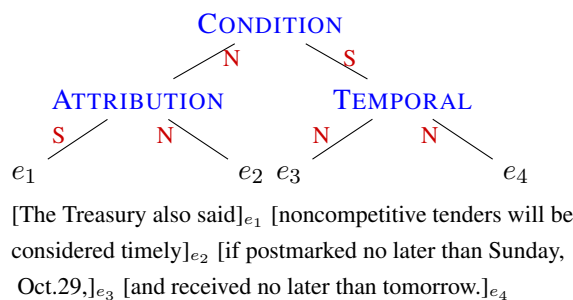 CONDITION
N S
ATTRIBUTION TEMPORAL
S N N N
e1 e2 e3 e4
[The Treasury also said]e1 [noncompetitive tenders will be
considered timely]e2 [if postmarked no later than Sunday,
Oct.29,]e3 [and received no later than tomorrow.]e4